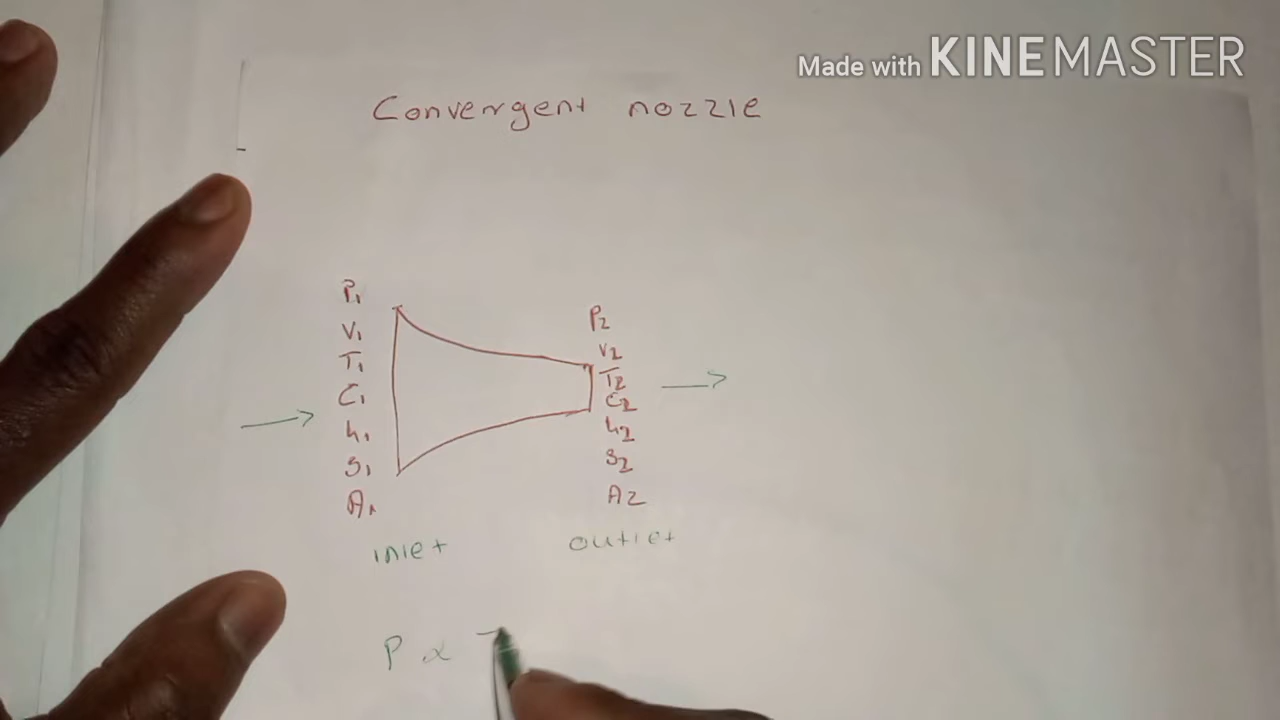 Made with KINEMASTER
Convergent nozzle
P1
V1
T1
C1
h1
S1
A1
P2
V2
T2
C2
h2
S2
A2
inlet
outlet
P ∝ T